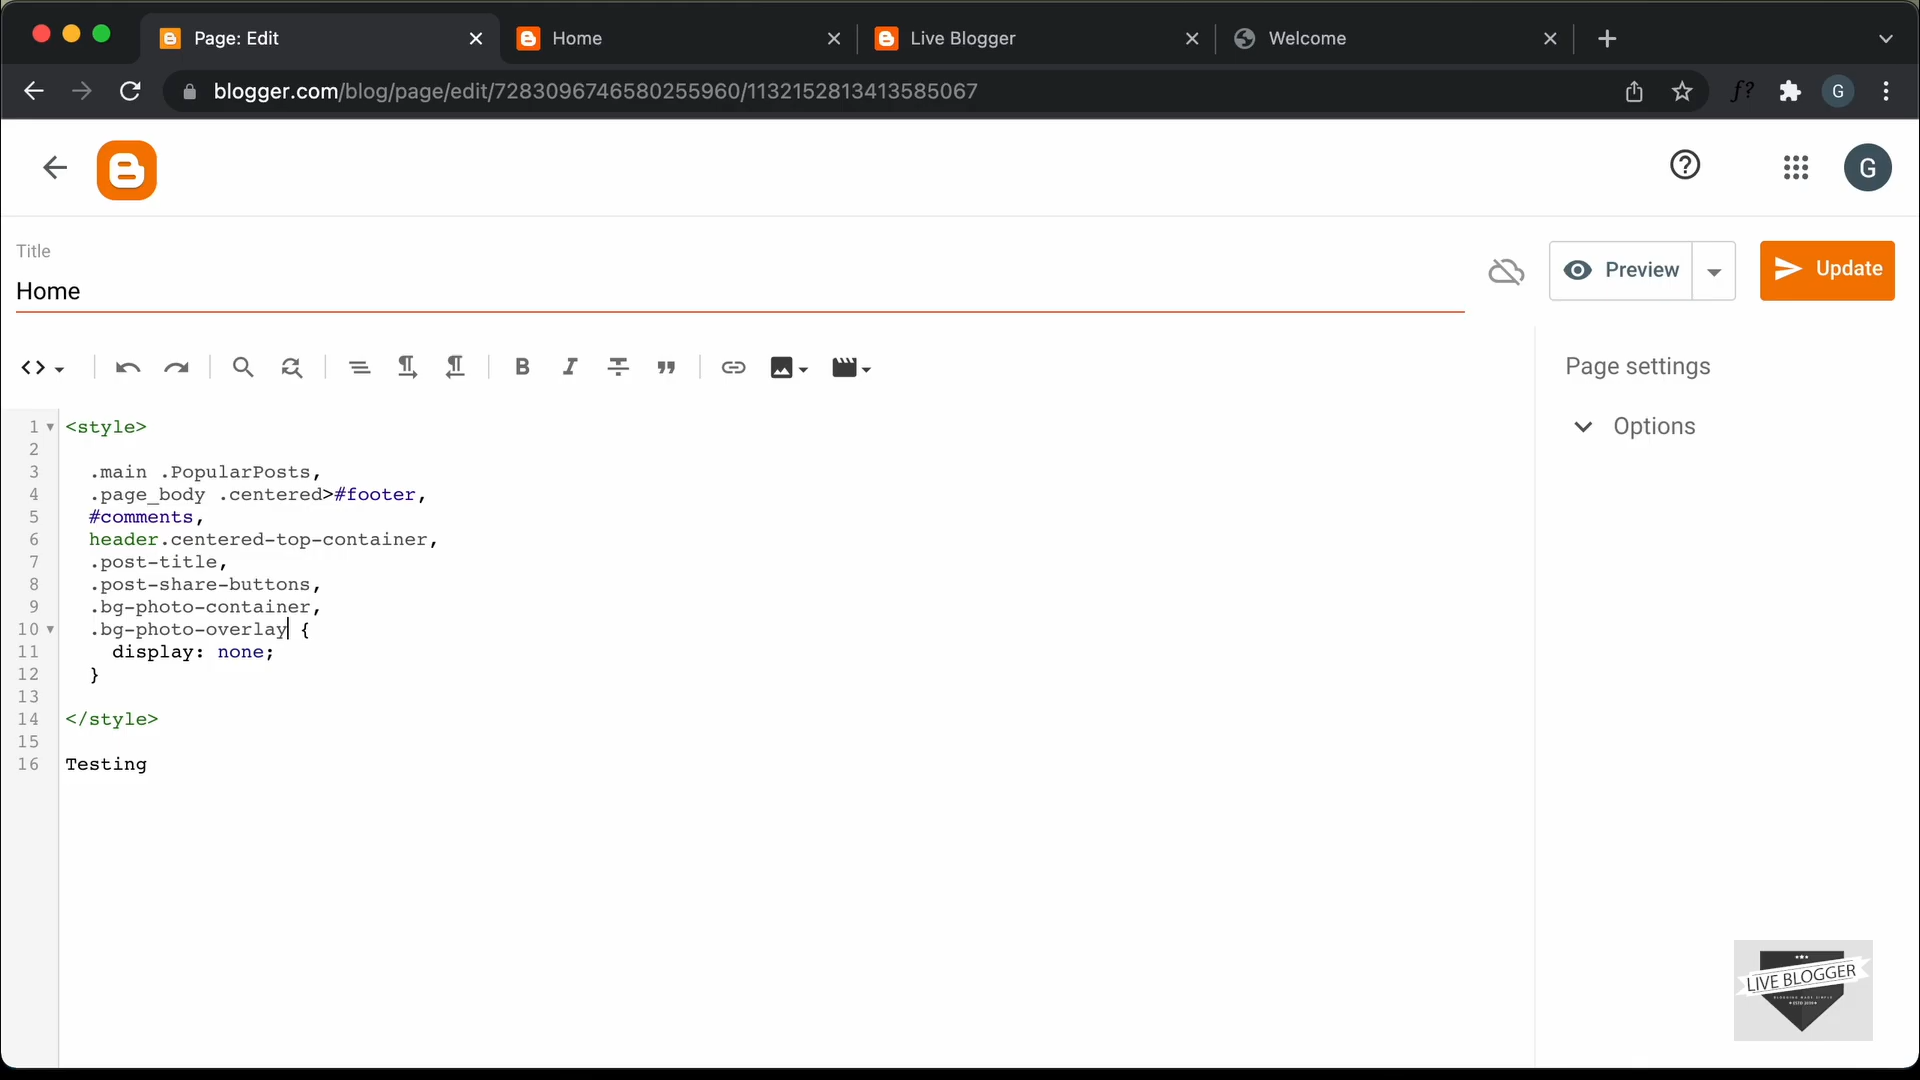 Page: Edit
Home
Live Blogger
Welcome
blogger.com/blog/page/edit/7283096746580255960/1132152813413585067
f?
G
G
Title
Home
Preview
Update
Page settings
Options
1 <style>
2
3 .main .PopularPosts,
4 .page_body .centered>#footer,
5 #comments,
6 header.centered-top-container,
7 .post-title,
8 .post-share-buttons,
9 .bg-photo-container,
10 .bg-photo-overlay {
11 display: none;
12 }
13
14 </style>
15
16 Testing
LIVE BLOGGER
BLOGGING MADE SIMPLE